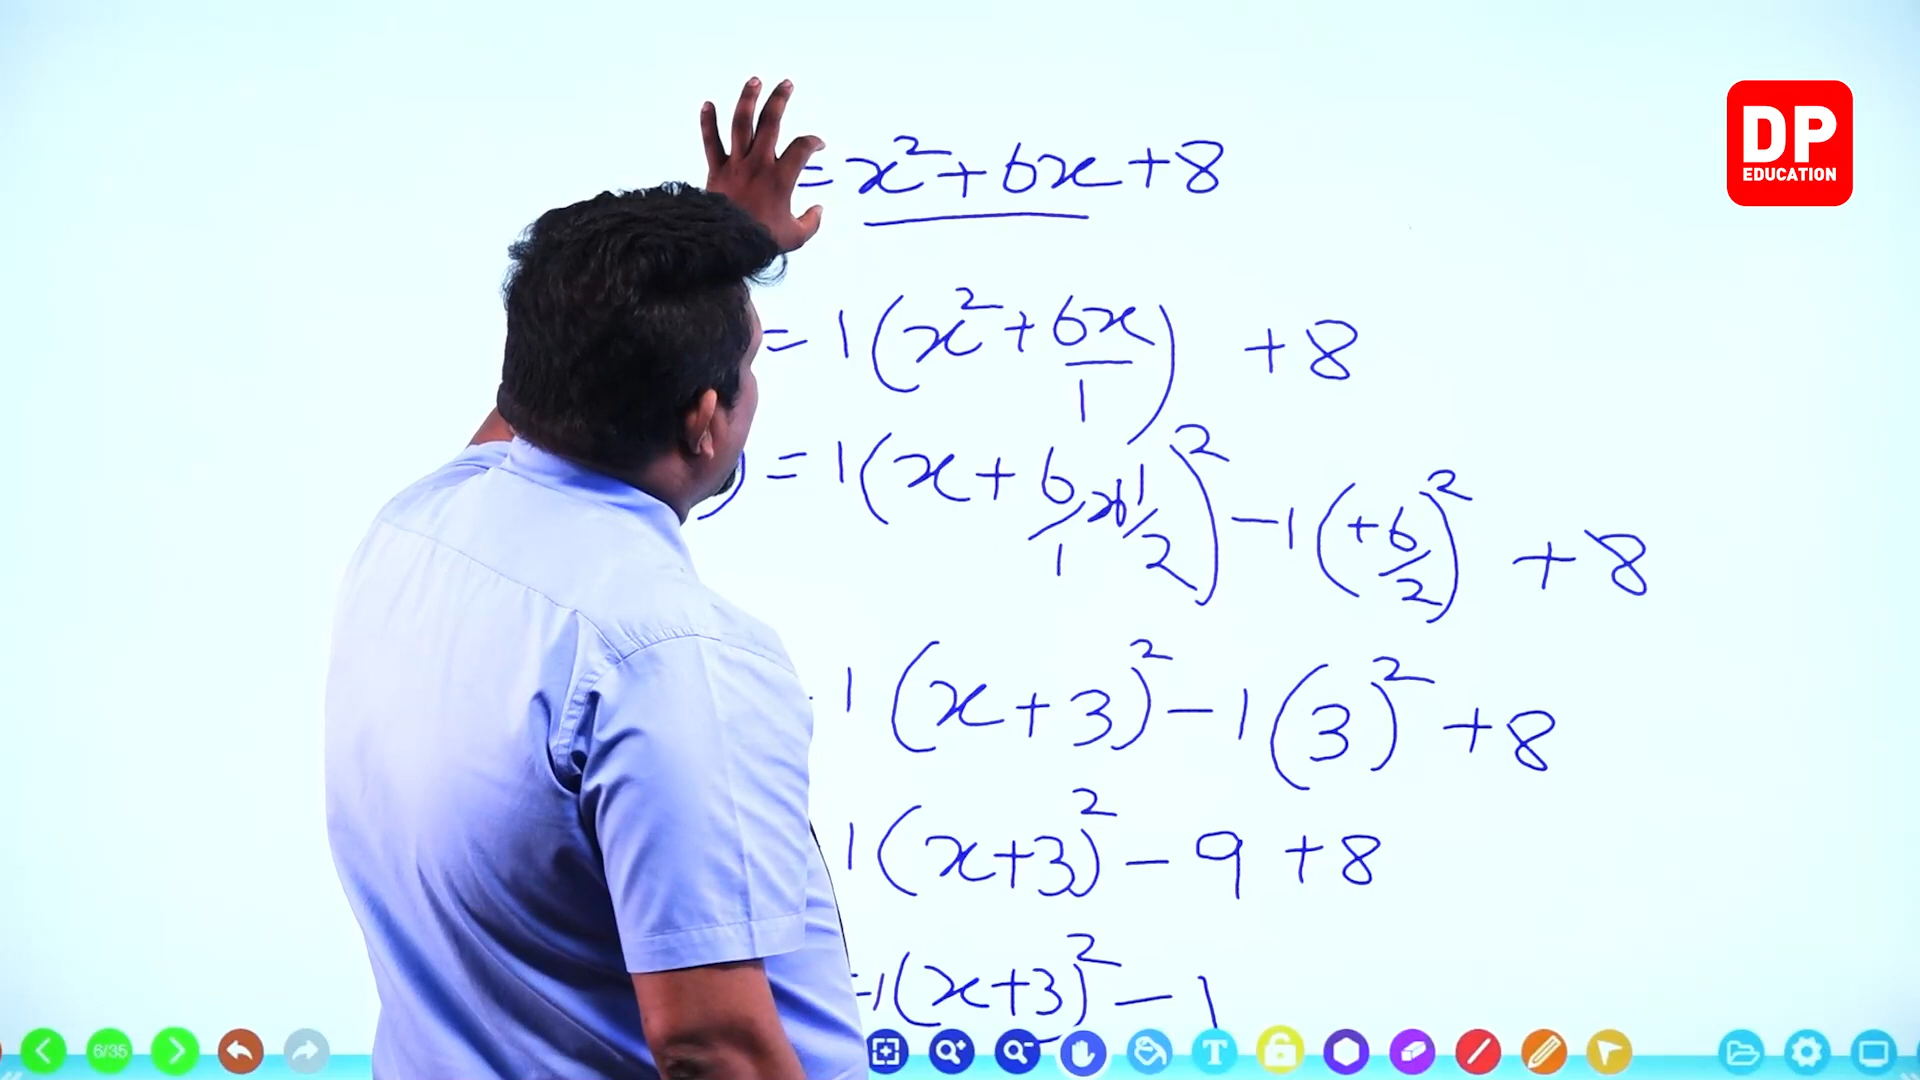 DP
EDUCATION
= x² + 6x + 8
= 1(x² + 6x/1) + 8
) = 1(x + 6/1 x 1/2)² - 1(+6/2)² + 8
1(x + 3)² - 1(3)² + 8
1(x+3)² - 9 + 8
= 1(x+3)² - 1
6/35
T